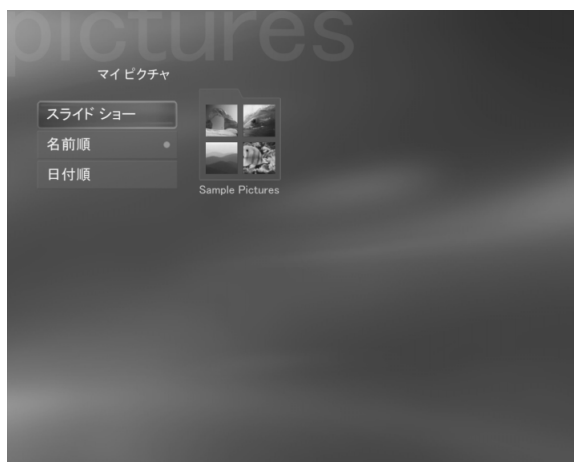 pictures
マイ ピクチャ
スライド ショー
名前順
日付順
Sample Pictures